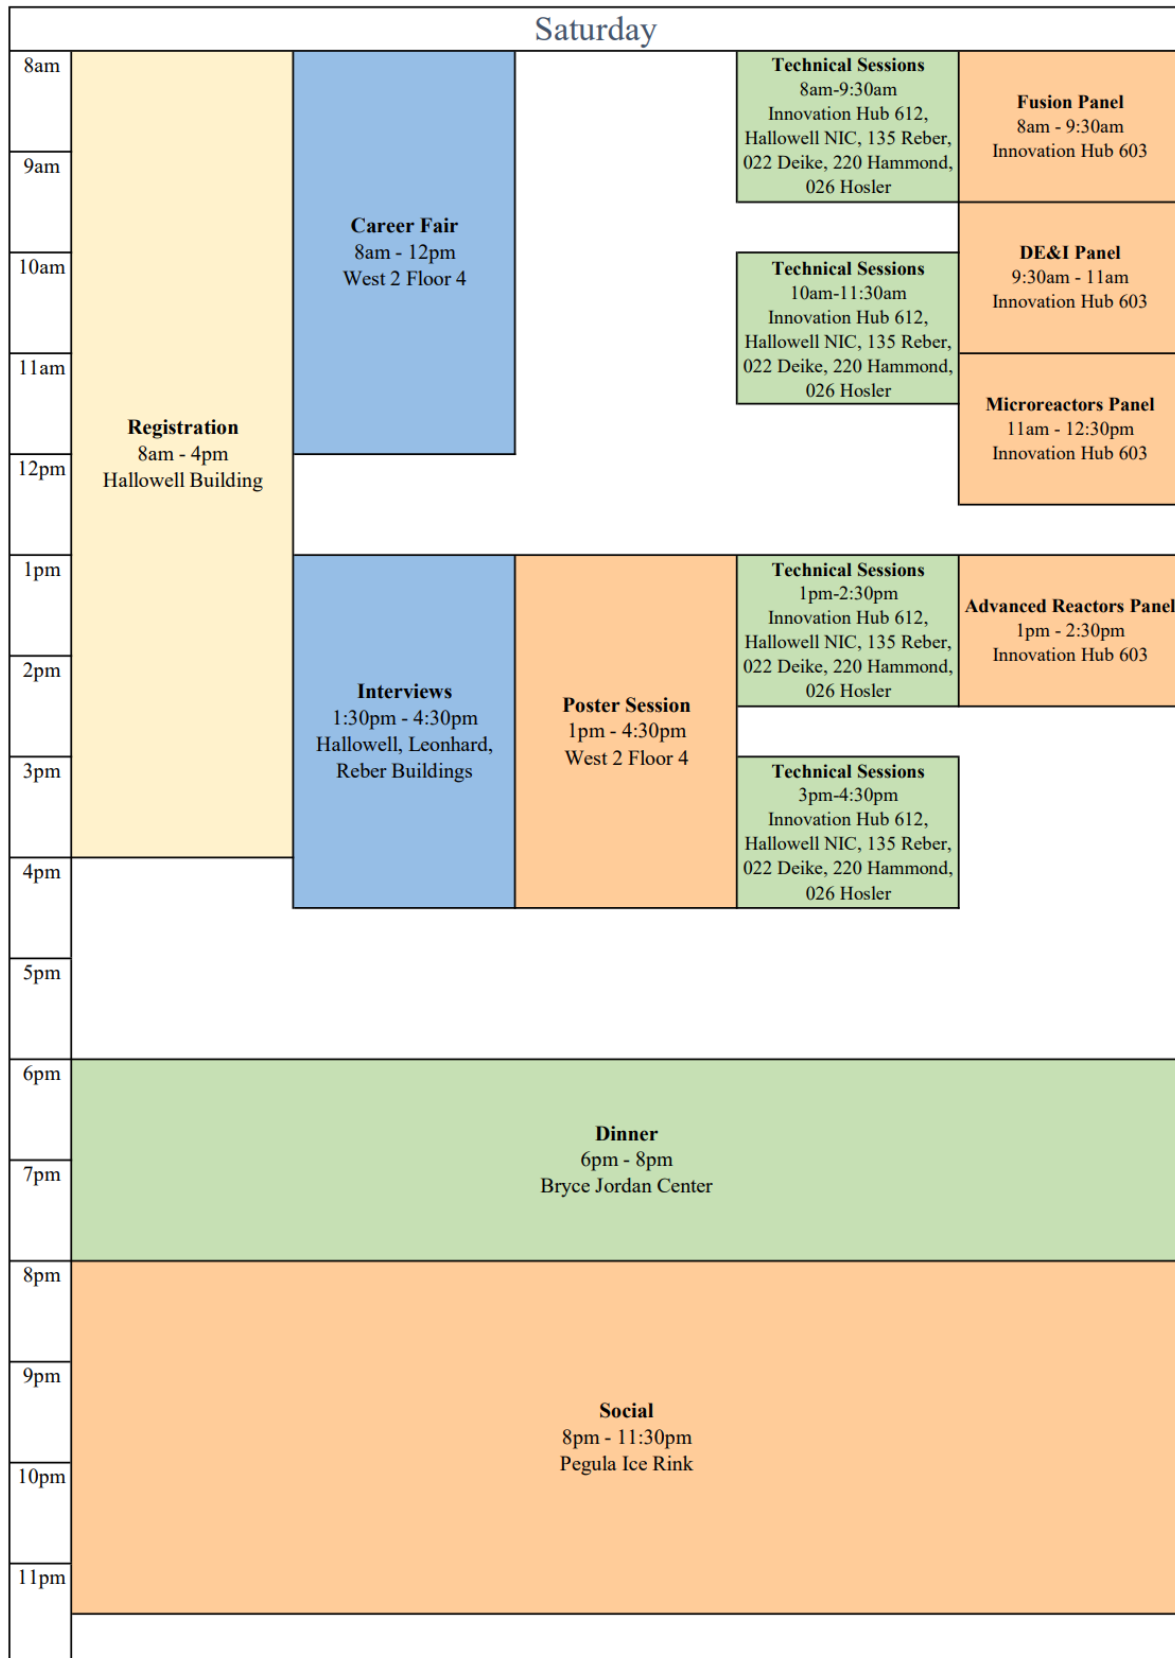 Saturday
8am
9am
10am
11am
12pm
1pm
2pm
3pm
4pm
5pm
6pm
7pm
8pm
9pm
10pm
11pm
Registration
8am - 4pm
Hallowell Building
Career Fair
8am - 12pm
West 2 Floor 4
Interviews
1:30pm - 4:30pm
Hallowell, Leonhard,
Reber Buildings
Poster Session
1pm - 4:30pm
West 2 Floor 4
Technical Sessions
8am-9:30am
Innovation Hub 612,
Hallowell NIC, 135 Reber,
022 Deike, 220 Hammond,
026 Hosler
Technical Sessions
10am-11:30am
Innovation Hub 612,
Hallowell NIC, 135 Reber,
022 Deike, 220 Hammond,
026 Hosler
Technical Sessions
1pm-2:30pm
Innovation Hub 612,
Hallowell NIC, 135 Reber,
022 Deike, 220 Hammond,
026 Hosler
Technical Sessions
3pm-4:30pm
Innovation Hub 612,
Hallowell NIC, 135 Reber,
022 Deike, 220 Hammond,
026 Hosler
Fusion Panel
8am - 9:30am
Innovation Hub 603
DE&I Panel
9:30am - 11am
Innovation Hub 603
Microreactors Panel
11am - 12:30pm
Innovation Hub 603
Advanced Reactors Panel
1pm - 2:30pm
Innovation Hub 603
Dinner
6pm - 8pm
Bryce Jordan Center
Social
8pm - 11:30pm
Pegula Ice Rink